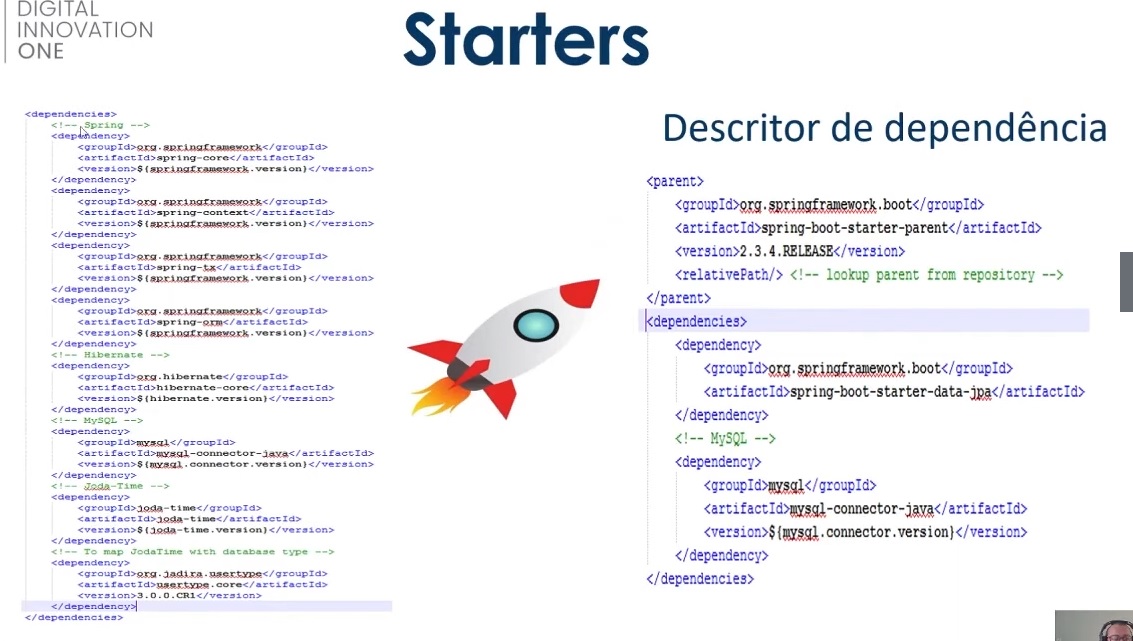 DIGITAL
INNOVATION
ONE
Starters
<dependencies>
<!-- Spring -->
<dependency>
<groupId>org.springframework</groupId>
<artifactId>spring-core</artifactId>
<version>${springframework.version}</version>
</dependency>
<dependency>
<groupId>org.springframework</groupId>
<artifactId>spring-context</artifactId>
<version>${springframework.version}</version>
</dependency>
<dependency>
<groupId>org.springframework</groupId>
<artifactId>spring-tx</artifactId>
<version>${springframework.version}</version>
</dependency>
<dependency>
<groupId>org.springframework</groupId>
<artifactId>spring-orm</artifactId>
<version>${springframework.version}</version>
</dependency>
<!-- Hibernate -->
<dependency>
<groupId>org.hibernate</groupId>
<artifactId>hibernate-core</artifactId>
<version>${hibernate.version}</version>
</dependency>
<!-- MySQL -->
<dependency>
<groupId>mysql</groupId>
<artifactId>mysql-connector-java</artifactId>
<version>${mysql.connector.version}</version>
</dependency>
<!-- Joda-Time -->
<dependency>
<groupId>joda-time</groupId>
<artifactId>joda-time</artifactId>
<version>${joda-time.version}</version>
</dependency>
<!-- To map JodaTime with database type -->
<dependency>
<groupId>org.jadira.usertype</groupId>
<artifactId>usertype.core</artifactId>
<version>3.0.0.CR1</version>
</dependency>
</dependencies>
Descritor de dependência
<parent>
<groupId>org.springframework.boot</groupId>
<artifactId>spring-boot-starter-parent</artifactId>
<version>2.3.4.RELEASE</version>
<relativePath/> <!-- lookup parent from repository -->
</parent>
<dependencies>
<dependency>
<groupId>org.springframework.boot</groupId>
<artifactId>spring-boot-starter-data-jpa</artifactId>
</dependency>
<!-- MySQL -->
<dependency>
<groupId>mysql</groupId>
<artifactId>mysql-connector-java</artifactId>
<version>${mysql.connector.version}</version>
</dependency>
</dependencies>